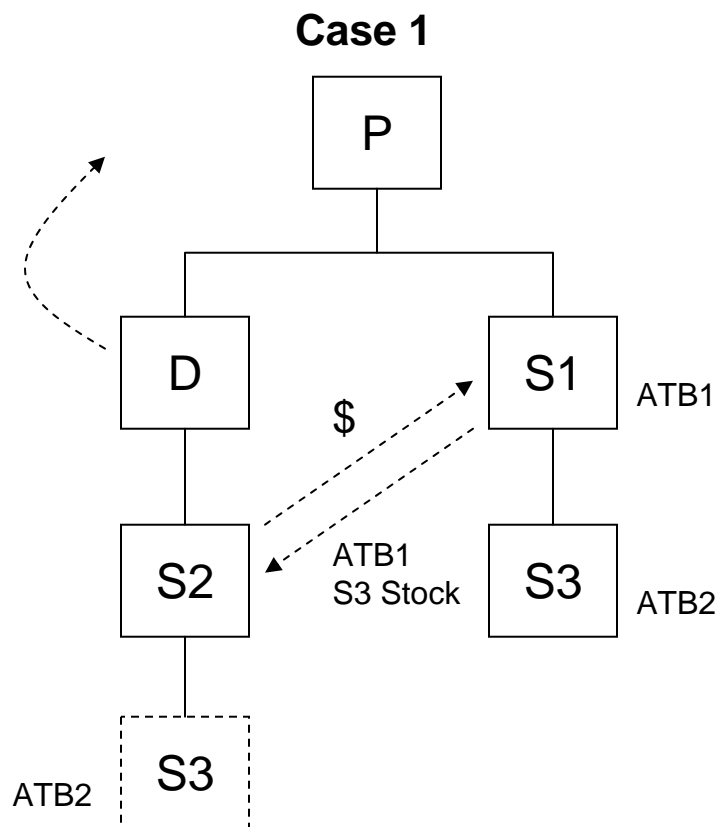 Case 1
P
D
S1
ATB1
$
S2
ATB1
S3 Stock
S3
ATB2
S3
ATB2